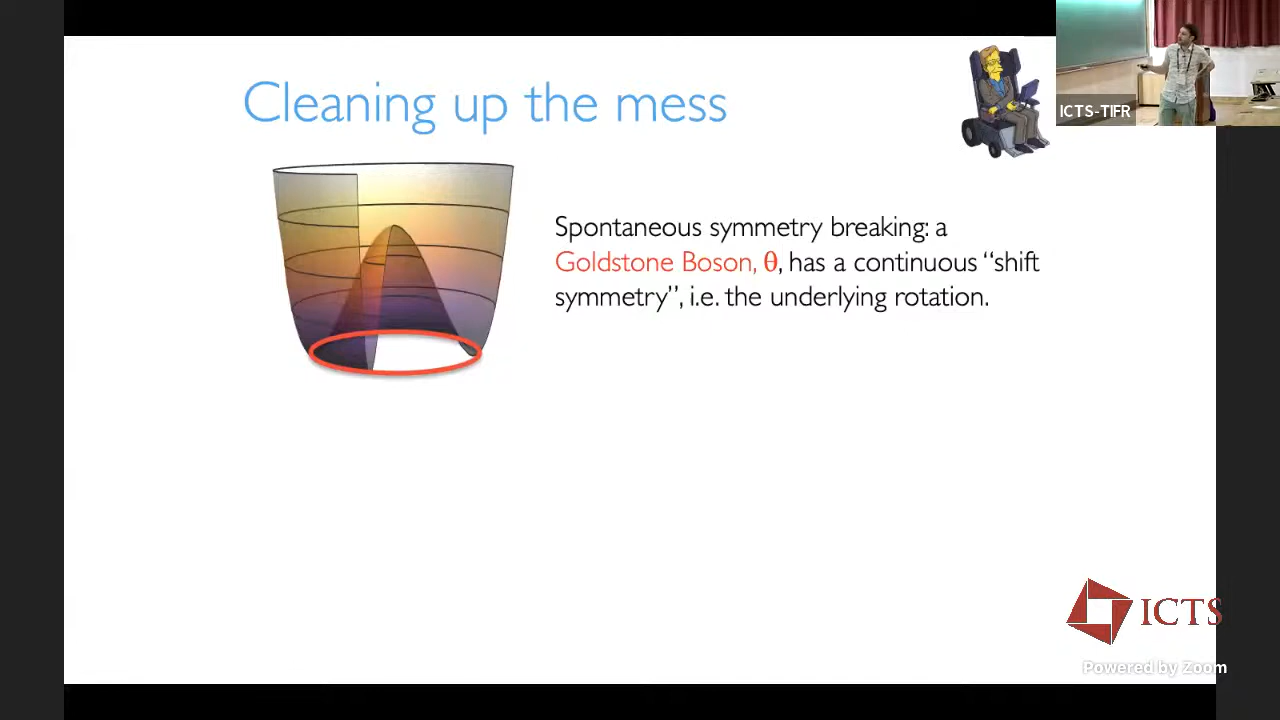 Cleaning up the mess
ICTS-TIFR
Spontaneous symmetry breaking: a
Goldstone Boson, θ, has a continuous “shift
symmetry”, i.e. the underlying rotation.
ICTS
Powered by Zoom